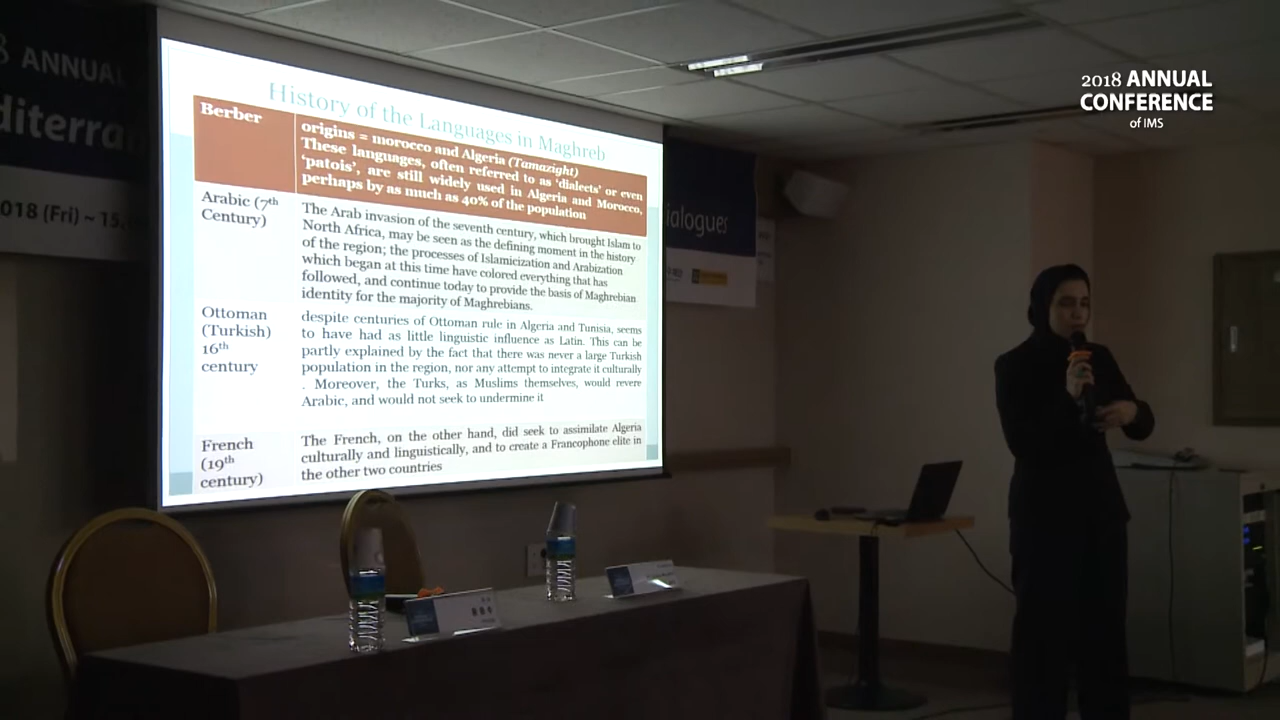 8 ANNUAL
diterra
018 (Fri) ~ 15.
History of the Languages in Maghreb
Berber
origins = morocco and Algeria (Tamazight)
These languages, often referred to as 'dialects' or even
'patois', are still widely used in Algeria and Morocco,
perhaps by as much as 40% of the population
Arabic (7th
Century)
The Arab invasion of the seventh century, which brought Islam to
North Africa, may be seen as the defining moment in the history
of the region; the processes of Islamicization and Arabization
which began at this time have colored everything that has
followed, and continue today to provide the basis of Maghrebian
identity for the majority of Maghrebians.
Ottoman
(Turkish)
16th
century
despite centuries of Ottoman rule in Algeria and Tunisia, seems
to have had as little linguistic influence as Latin. This can be
partly explained by the fact that there was never a large Turkish
population in the region, nor any attempt to integrate it culturally
. Moreover, the Turks, as Muslims themselves, would revere
Arabic, and would not seek to undermine it
French
(19th
century)
The French, on the other hand, did seek to assimilate Algeria
culturally and linguistically, and to create a Francophone elite in
the other two countries
ialogues
2018 ANNUAL
CONFERENCE
of IMS